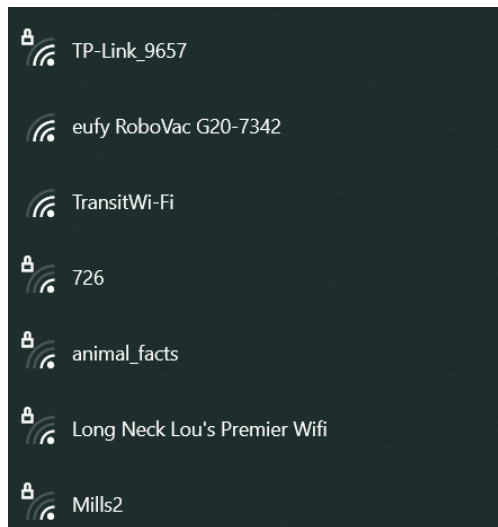 TP-Link_9657
eufy RoboVac G20-7342
TransitWi-Fi
726
animal_facts
Long Neck Lou's Premier Wifi
Mills2